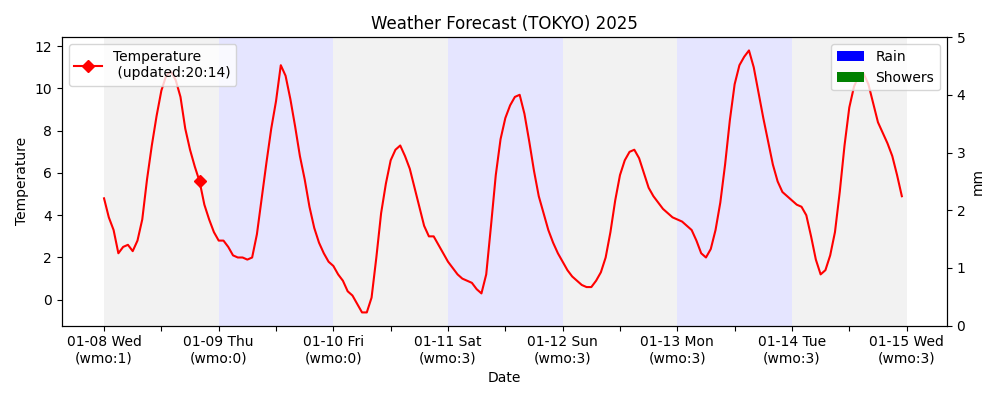 Weather Forecast (TOKYO) 2025
Temperature
(updated:20:14)
Rain
Showers
Temperature
12
10
8
6
4
2
0
5
4
3
2
1
0
mm
01-08 Wed
(wmo:1)
01-09 Thu
(wmo:0)
01-10 Fri
(wmo:0)
01-11 Sat
(wmo:3)
01-12 Sun
(wmo:3)
01-13 Mon
(wmo:3)
01-14 Tue
(wmo:3)
01-15 Wed
(wmo:3)
Date